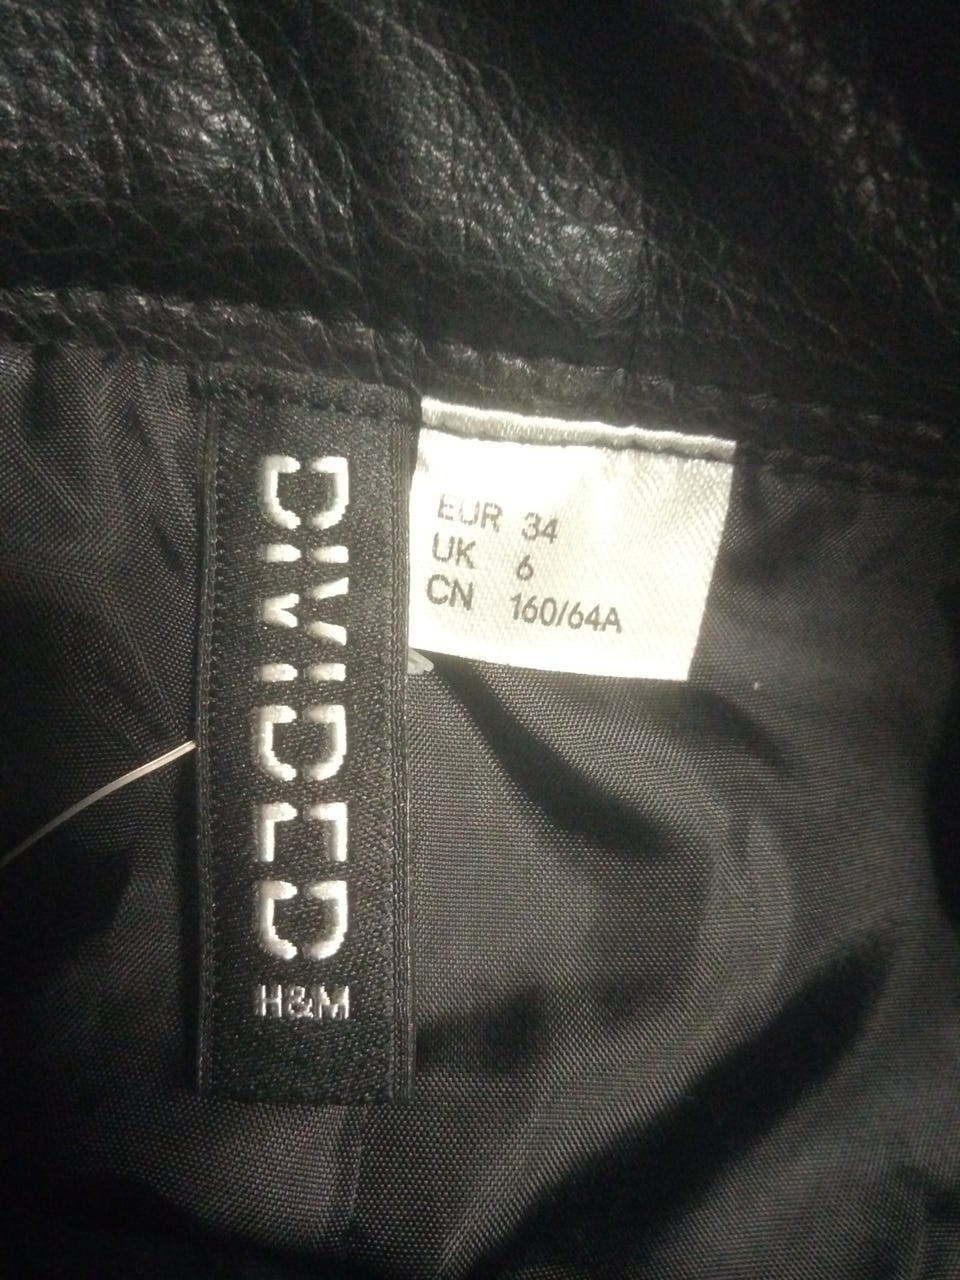 DIVIDED
H&M
EUR 34
UK 6
CN 160/64A